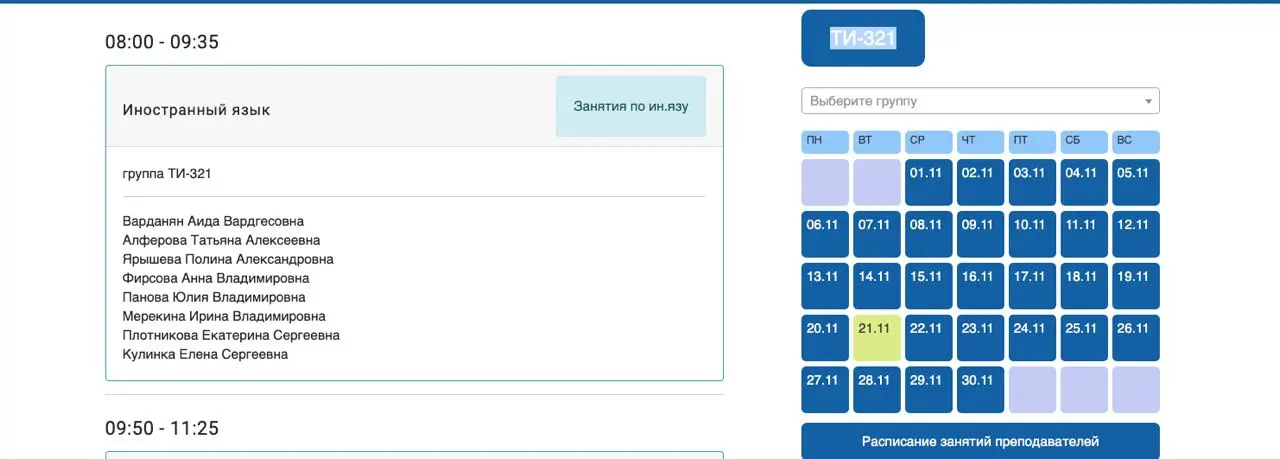 08:00 - 09:35
Иностранный язык
Занятия по ин.язу
группа ТИ-321
Варданян Аида Вардгесовна
Алферова Татьяна Алексеевна
Ярышева Полина Александровна
Фирсова Анна Владимировна
Панова Юлия Владимировна
Мерекина Ирина Владимировна
Плотникова Екатерина Сергеевна
Кулинка Елена Сергеевна
09:50 - 11:25
ТИ-321
Выберите группу
ПН ВТ СР ЧТ ПТ СБ ВС
01.11 02.11 03.11 04.11 05.11
06.11 07.11 08.11 09.11 10.11 11.11 12.11
13.11 14.11 15.11 16.11 17.11 18.11 19.11
20.11 21.11 22.11 23.11 24.11 25.11 26.11
27.11 28.11 29.11 30.11
Расписание занятий преподавателей